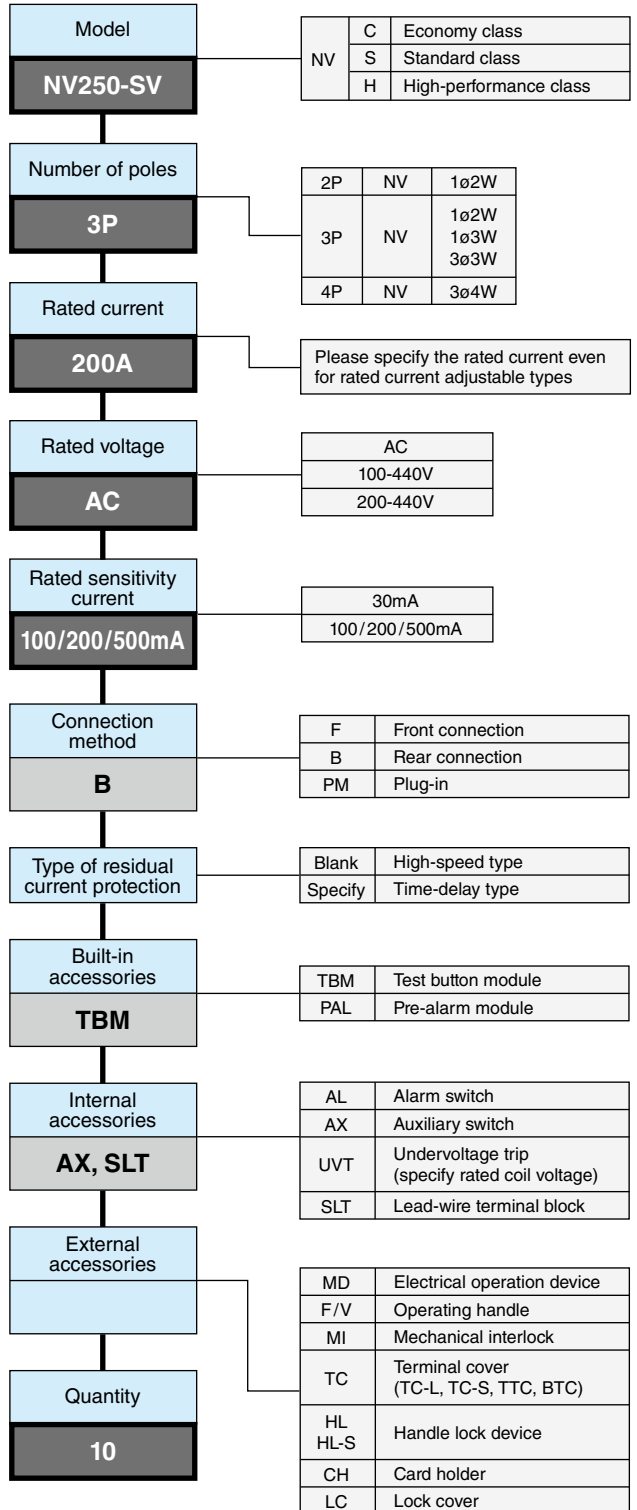 Model
NV250-SV
NV
C Economy class
S Standard class
H High-performance class
Number of poles
3P
2P NV 1ø2W
3P NV 1ø2W
1ø3W
3ø3W
4P NV 3ø4W
Rated current
200A
Please specify the rated current even
for rated current adjustable types
Rated voltage
AC
AC
100-440V
200-440V
Rated sensitivity
current
100/200/500mA
30mA
100/200/500mA
Connection
method
B
F Front connection
B Rear connection
PM Plug-in
Type of residual
current protection
Blank High-speed type
Specify Time-delay type
Built-in
accessories
TBM
TBM Test button module
PAL Pre-alarm module
Internal
accessories
AX, SLT
AL Alarm switch
AX Auxiliary switch
UVT Undervoltage trip
(specify rated coil voltage)
SLT Lead-wire terminal block
External
accessories
MD Electrical operation device
F/V Operating handle
MI Mechanical interlock
TC Terminal cover
(TC-L, TC-S, TTC, BTC)
HL
HL-S
Handle lock device
CH Card holder
LC Lock cover
Quantity
10